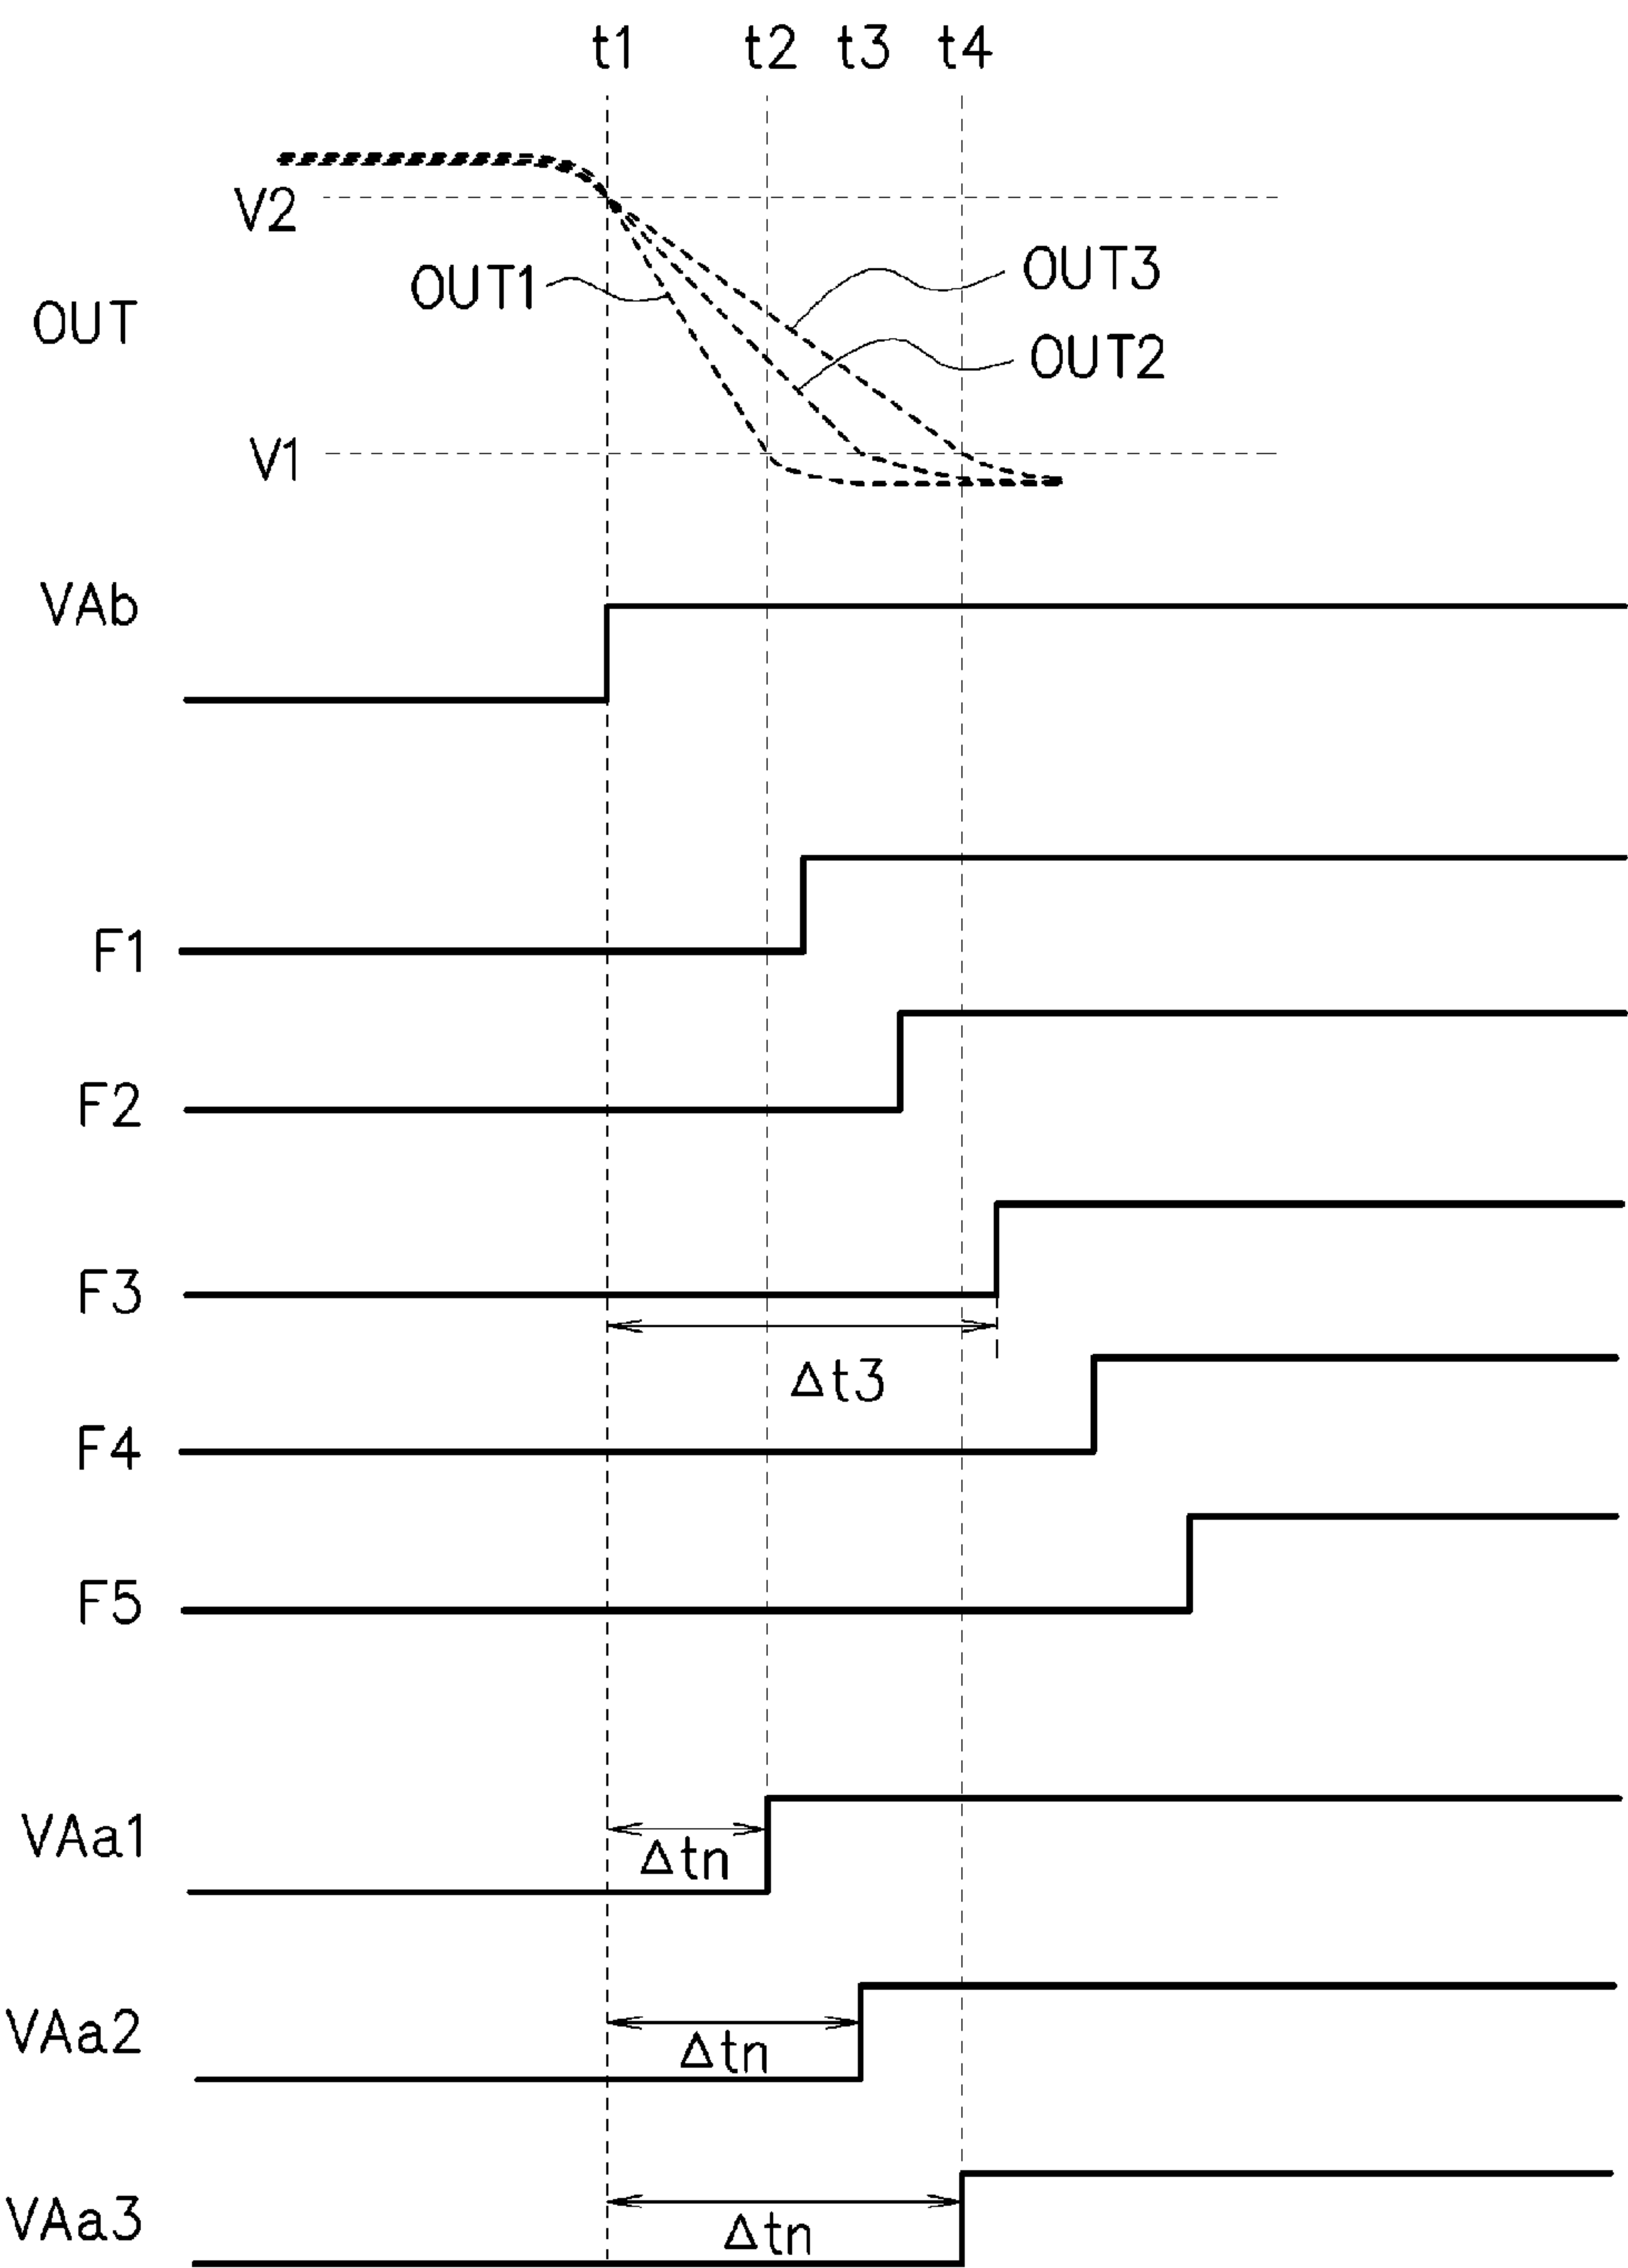 t1 t2 t3 t4
V2
OUT1 OUT3
OUT
OUT2
V1
VAb
F1
F2
F3
Δt3
F4
F5
VAa1
Δtn
VAa2
Δtn
VAa3
Δtn